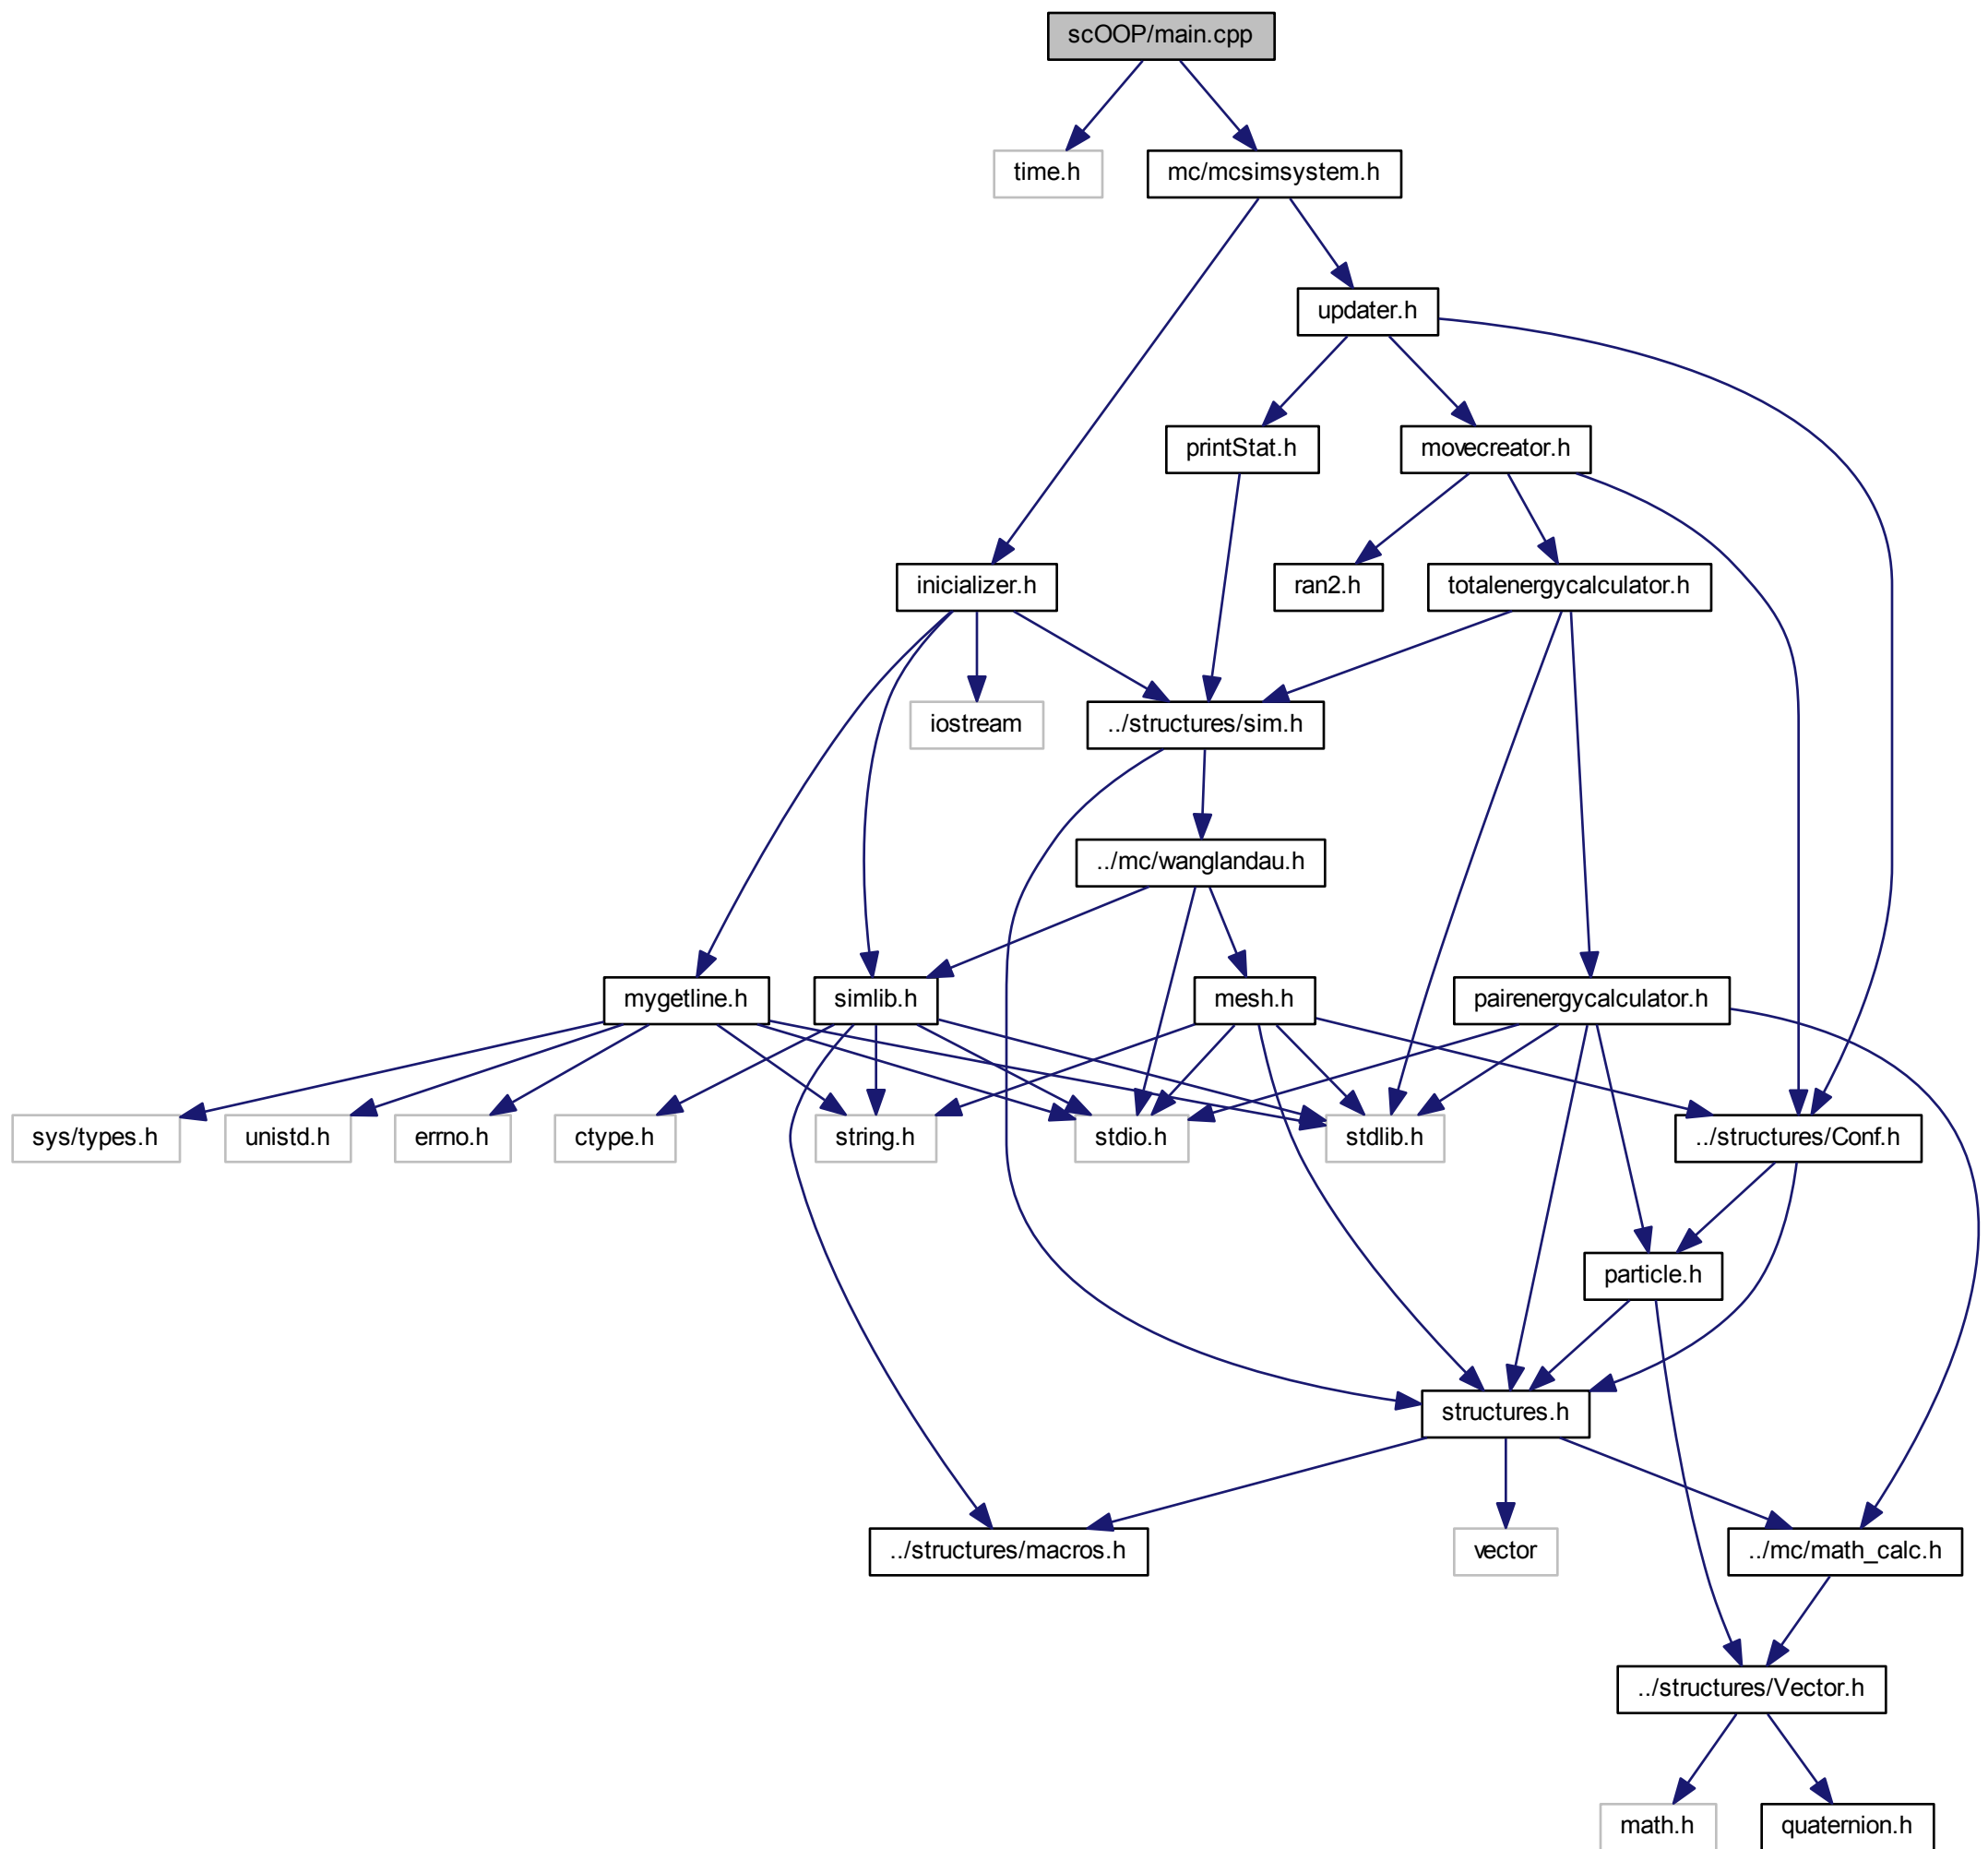 scOOP/main.cpp
time.h
mc/mcsimsystem.h
updater.h
printStat.h
movecreator.h
inicializer.h
ran2.h
totalenergycalculator.h
iostream
../structures/sim.h
../mc/wanglandau.h
mygetline.h
simlib.h
mesh.h
pairenergycalculator.h
sys/types.h
unistd.h
errno.h
ctype.h
string.h
stdio.h
stdlib.h
../structures/Conf.h
particle.h
structures.h
../structures/macros.h
vector
../mc/math_calc.h
../structures/Vector.h
math.h
quaternion.h